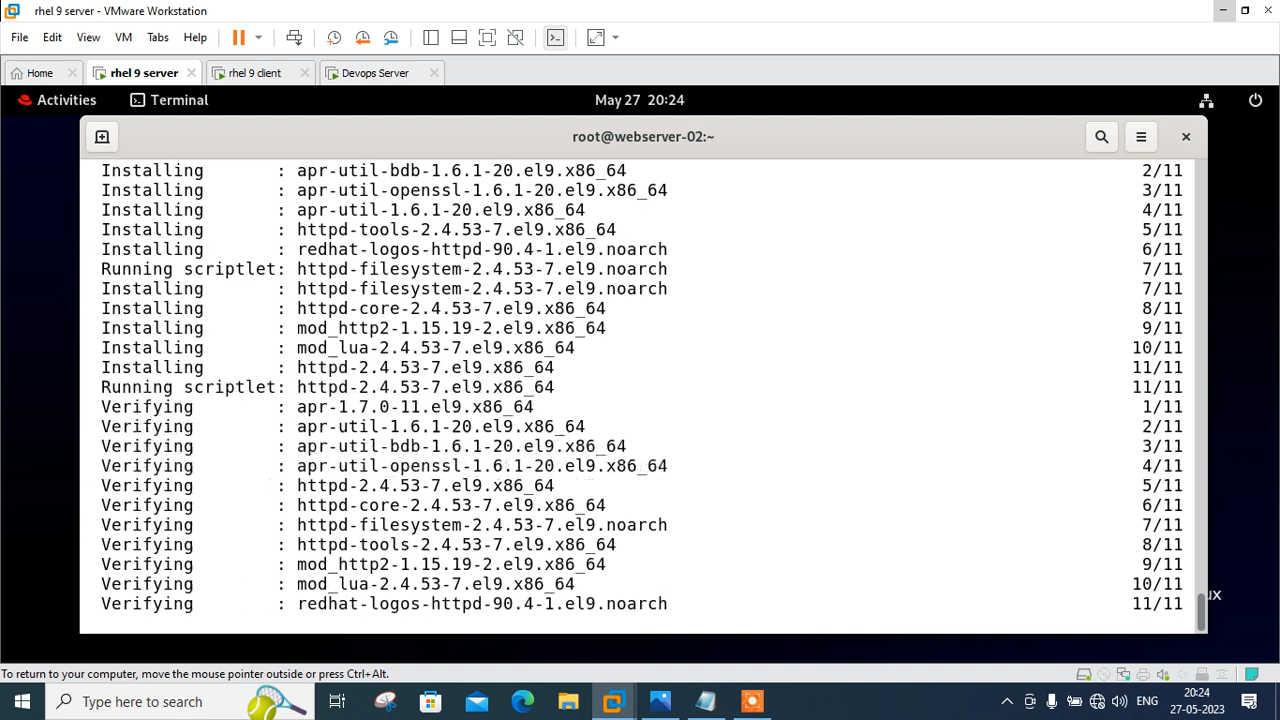 rhel 9 server - VMware Workstation
File Edit View VM Tabs Help
Home rhel 9 server rhel 9 client Devops Server
Activities Terminal May 27 20:24
root@webserver-02:~
Installing : apr-util-bdb-1.6.1-20.el9.x86_64 2/11
Installing : apr-util-openssl-1.6.1-20.el9.x86_64 3/11
Installing : apr-util-1.6.1-20.el9.x86_64 4/11
Installing : httpd-tools-2.4.53-7.el9.x86_64 5/11
Installing : redhat-logos-httpd-90.4-1.el9.noarch 6/11
Running scriptlet: httpd-filesystem-2.4.53-7.el9.noarch 7/11
Installing : httpd-filesystem-2.4.53-7.el9.noarch 7/11
Installing : httpd-core-2.4.53-7.el9.x86_64 8/11
Installing : mod_http2-1.15.19-2.el9.x86_64 9/11
Installing : mod_lua-2.4.53-7.el9.x86_64 10/11
Installing : httpd-2.4.53-7.el9.x86_64 11/11
Running scriptlet: httpd-2.4.53-7.el9.x86_64 11/11
Verifying : apr-1.7.0-11.el9.x86_64 1/11
Verifying : apr-util-1.6.1-20.el9.x86_64 2/11
Verifying : apr-util-bdb-1.6.1-20.el9.x86_64 3/11
Verifying : apr-util-openssl-1.6.1-20.el9.x86_64 4/11
Verifying : httpd-2.4.53-7.el9.x86_64 5/11
Verifying : httpd-core-2.4.53-7.el9.x86_64 6/11
Verifying : httpd-filesystem-2.4.53-7.el9.noarch 7/11
Verifying : httpd-tools-2.4.53-7.el9.x86_64 8/11
Verifying : mod_http2-1.15.19-2.el9.x86_64 9/11
Verifying : mod_lua-2.4.53-7.el9.x86_64 10/11
Verifying : redhat-logos-httpd-90.4-1.el9.noarch 11/11
ux
To return to your computer, move the mouse pointer outside or press Ctrl+Alt.
Type here to search
ENG
20:24
27-05-2023